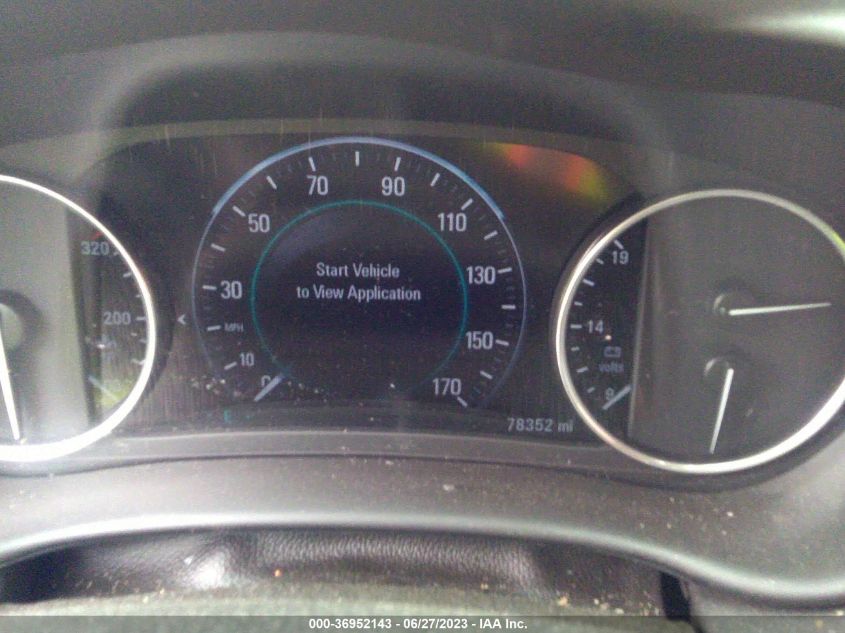 70 90
50 110
320
19
Start Vehicle
130
to View Application
30
200
14
MPH
150
volts
10
170
0
9
78352 mi
000-36952143 - 06/27/2023 - IAA Inc.